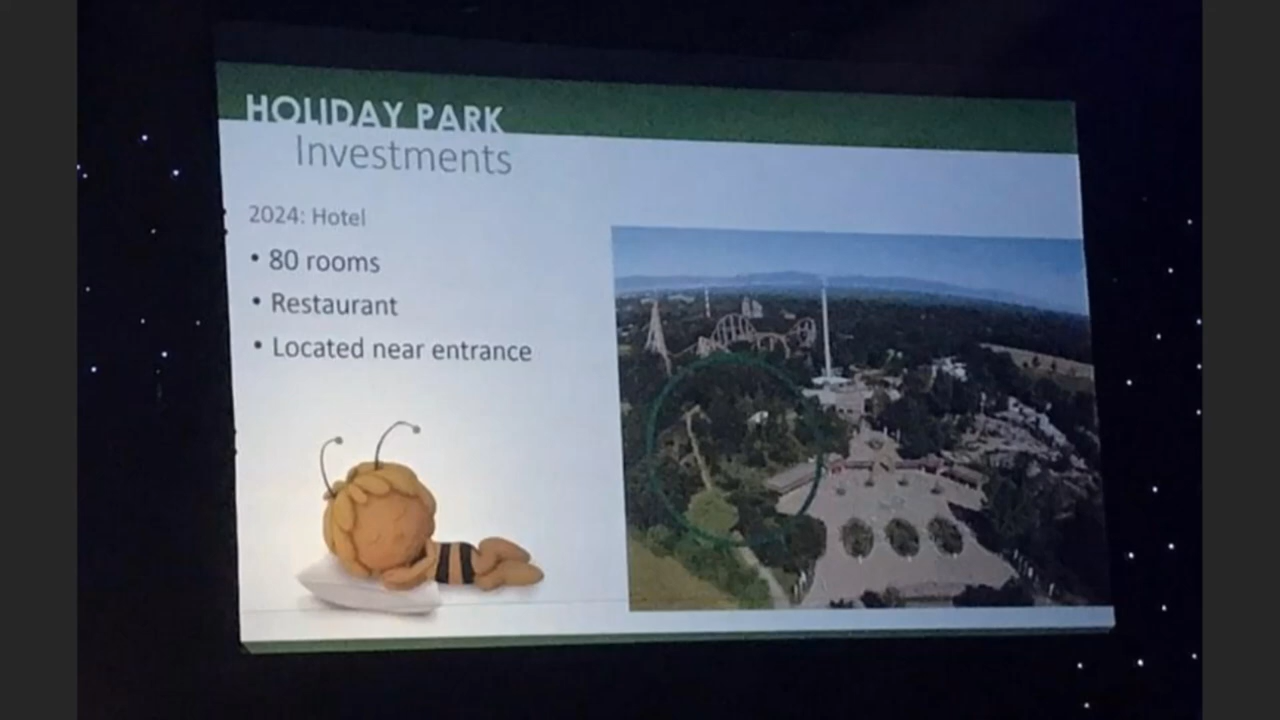 HOLIDAY PARK
Investments
2024: Hotel
• 80 rooms
• Restaurant
• Located near entrance